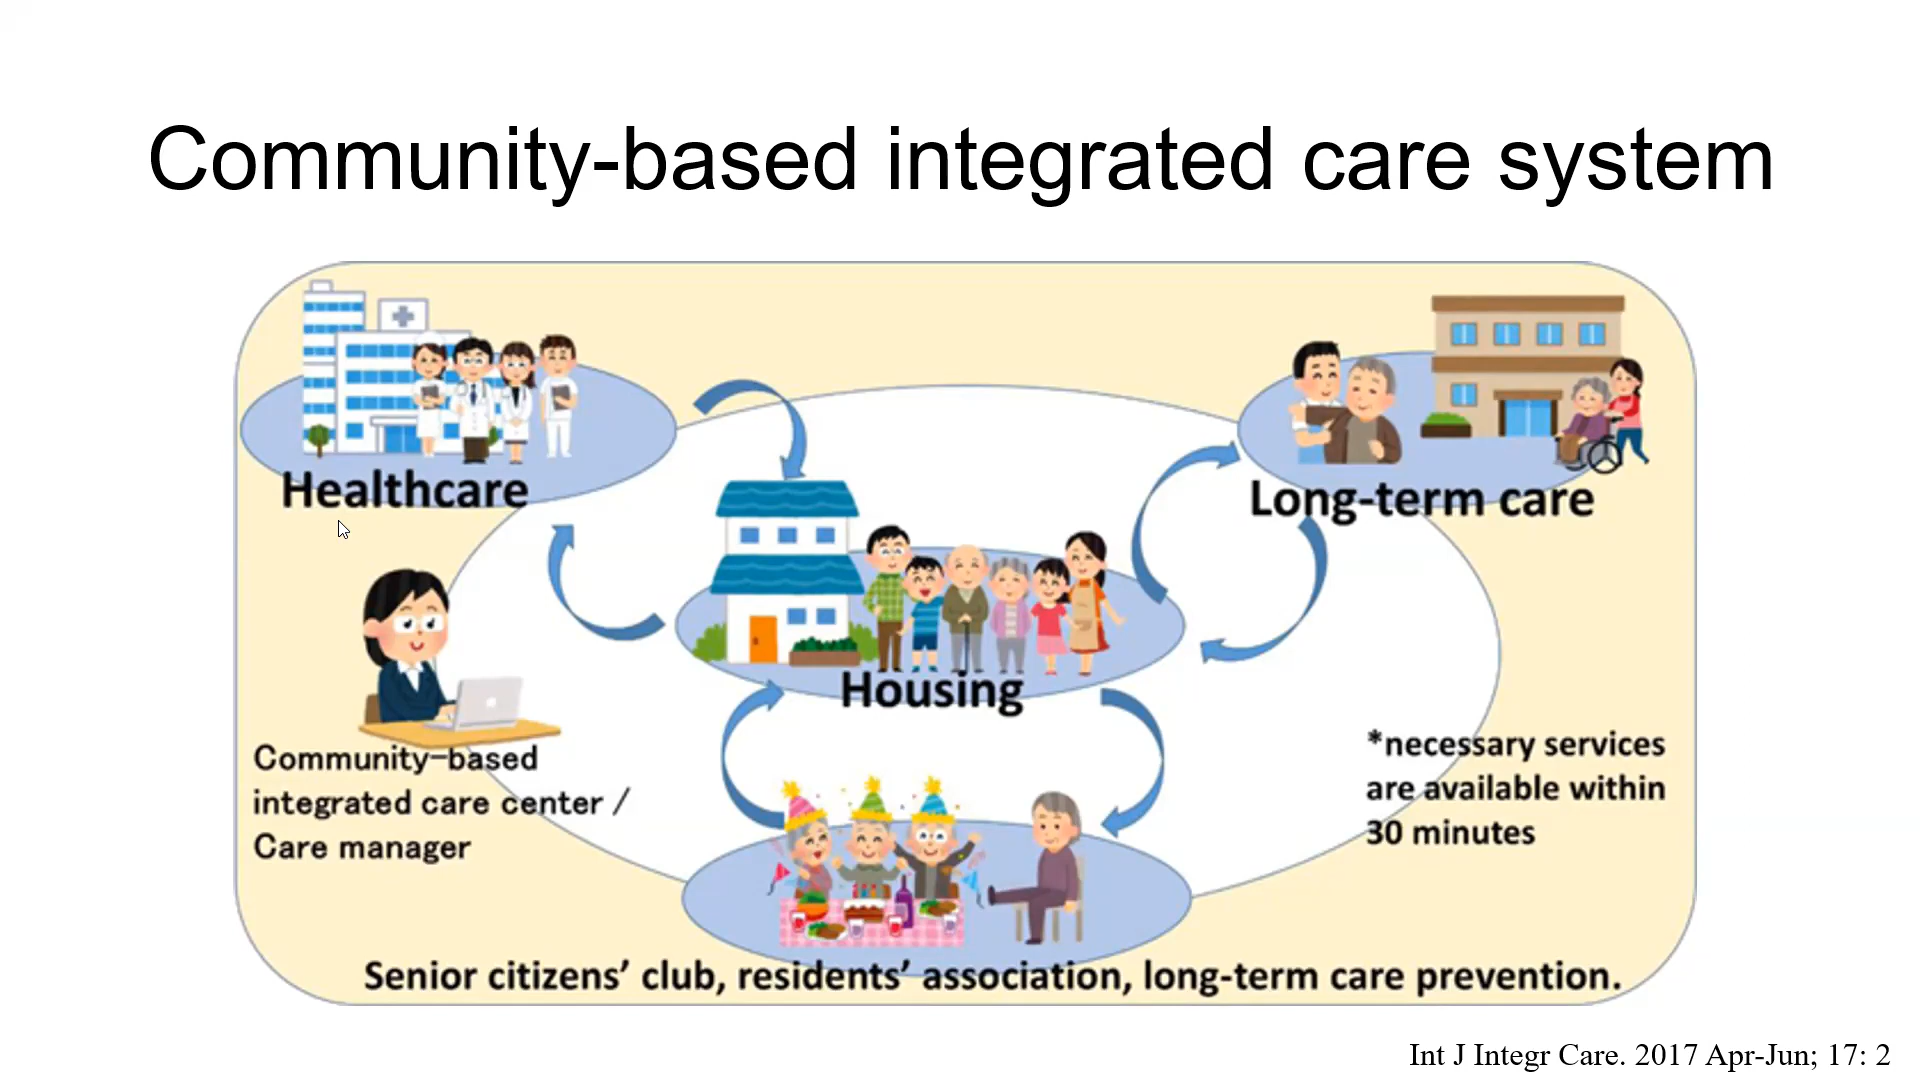 Community-based integrated care system
Healthcare
Long-term care
Housing
Community-based
integrated care center /
Care manager
*necessary services
are available within
30 minutes
Senior citizens’ club, residents’ association, long-term care prevention.
Int J Integr Care. 2017 Apr-Jun; 17: 2